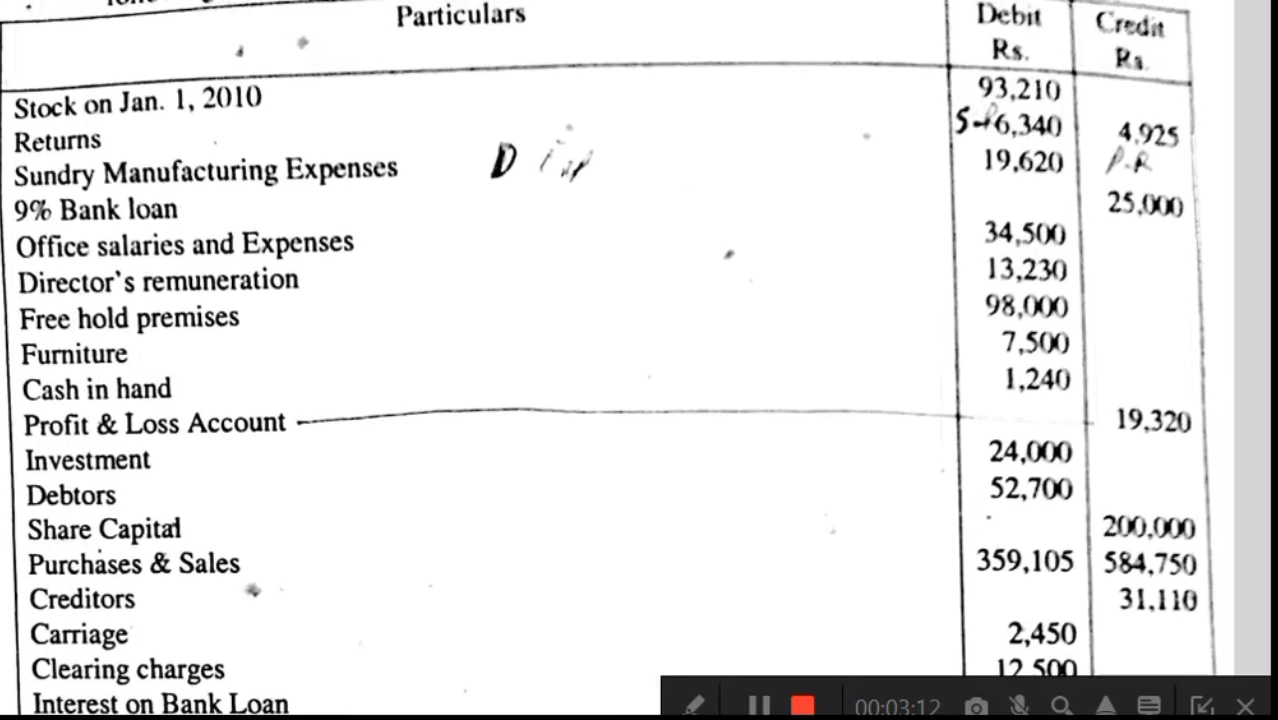 Particulars Debit Credit
Rs. Rs.
Stock on Jan. 1, 2010 93,210
Returns 6,340 4,925
Sundry Manufacturing Expenses D 19,620 P.R
9% Bank loan 25,000
Office salaries and Expenses 34,500
Director's remuneration 13,230
Free hold premises 98,000
Furniture 7,500
Cash in hand 1,240
Profit & Loss Account 19,320
Investment 24,000
Debtors 52,700
Share Capital 200,000
Purchases & Sales 359,105 584,750
Creditors 31,110
Carriage 2,450
Clearing charges 12,500
Interest on Bank Loan
00:03:12